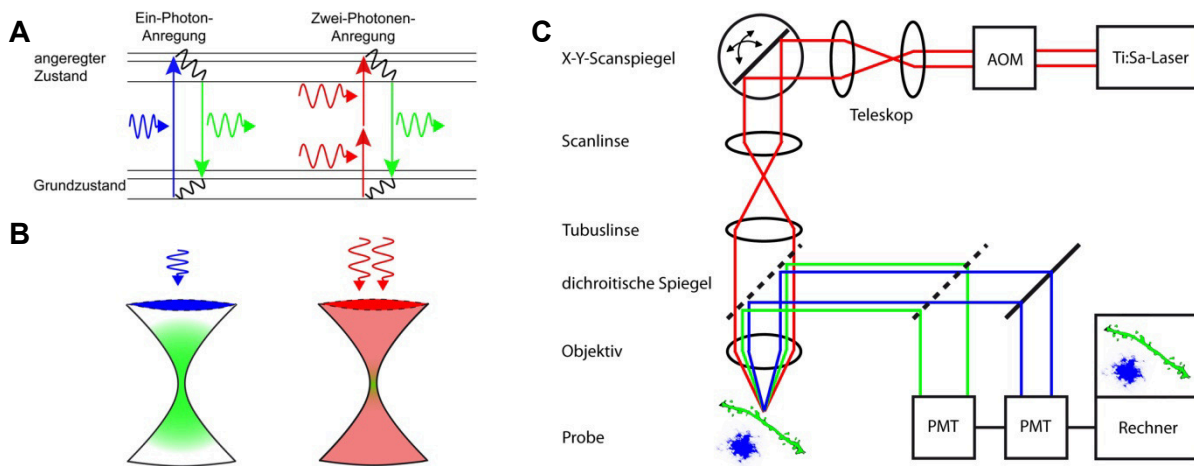 A
Ein-Photon-
Anregung
Zwei-Photonen-
Anregung
angeregter
Zustand
Grundzustand
B
C
X-Y-Scanspiegel
Teleskop
AOM
Ti:Sa-Laser
Scanlinse
Tubuslinse
dichroitische Spiegel
Objektiv
Probe
PMT
PMT
Rechner